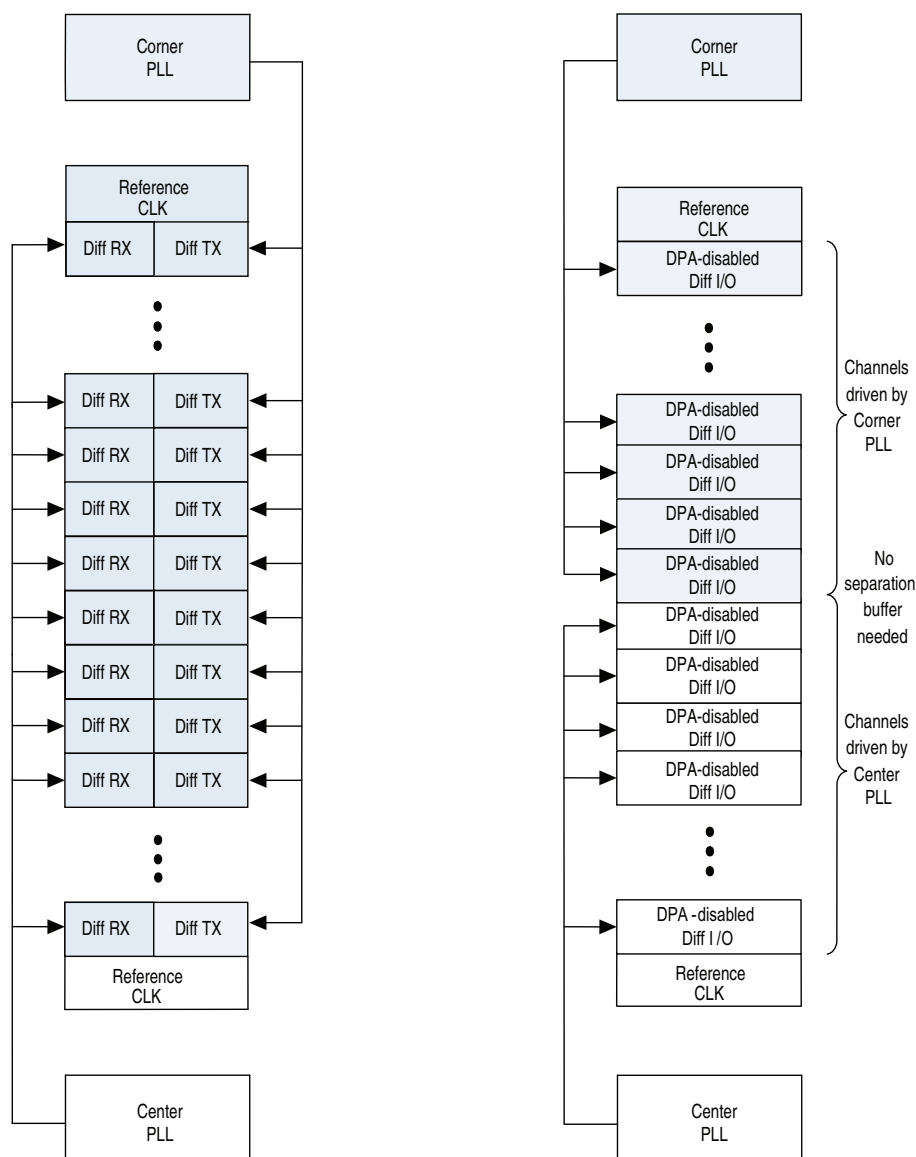 Corner
PLL
Reference
CLK
Diff RX Diff TX
Diff RX Diff TX
Diff RX Diff TX
Diff RX Diff TX
Diff RX Diff TX
Diff RX Diff TX
Diff RX Diff TX
Diff RX Diff TX
Diff RX Diff TX
Diff RX Diff TX
Reference
CLK
Center
PLL
Corner
PLL
Reference
CLK
DPA-disabled
Diff I/O
DPA-disabled
Diff I/O
DPA-disabled
Diff I/O
DPA-disabled
Diff I/O
DPA-disabled
Diff I/O
DPA-disabled
Diff I/O
DPA-disabled
Diff I/O
DPA-disabled
Diff I/O
DPA-disabled
Diff I/O
DPA -disabled
Diff I /O
Reference
CLK
Center
PLL
Channels
driven by
Corner
PLL
No
separation
buffer
needed
Channels
driven by
Center
PLL